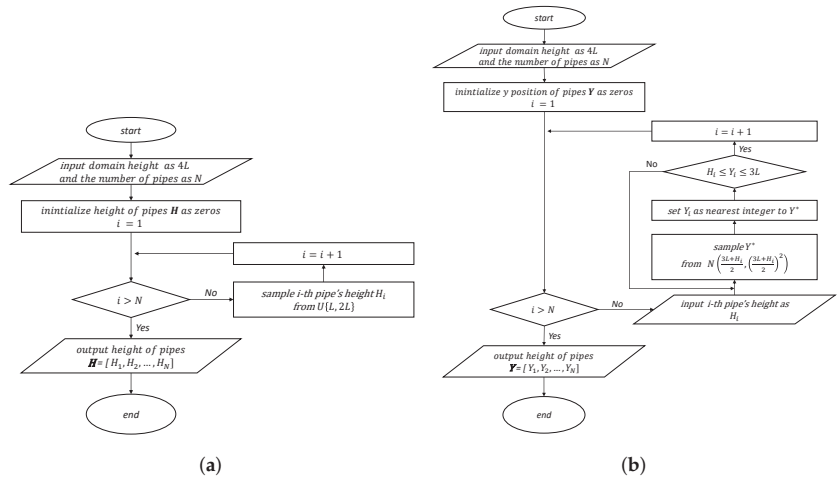 start
input domain height as 4L
and the number of pipes as N
inintialize height of pipes H as zeros
i = 1
i = i + 1
i > N
No
sample i-th pipe's height H_i
from U{L, 2L}
Yes
output height of pipes
H = [ H_1, H_2, … , H_N]
end
(a)
start
input domain height as 4L
and the number of pipes as N
inintialize y position of pipes Y as zeros
i = 1
i = i + 1
Yes
No
H_i ≤ Y_i ≤ 3L
set Y_i as nearest integer to Y*
sample Y*
from N((3L+H_i)/2, ((3L+H_i)/2)^2)
i > N
No
input i-th pipe's height as
H_i
Yes
output height of pipes
Y = [ Y_1, Y_2, … , Y_N]
end
(b)